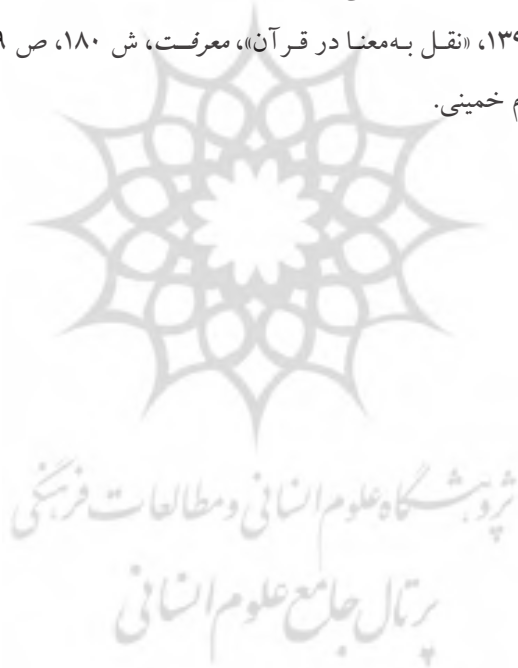 ۱۳۹، «نقل به‌معنا در قرآن»، معرفت، ش ۱۸۰، ص ۹
م خمینی.
پژوهشگاه علوم انسانی و مطالعات فرهنگی
پرتال جامع علوم انسانی